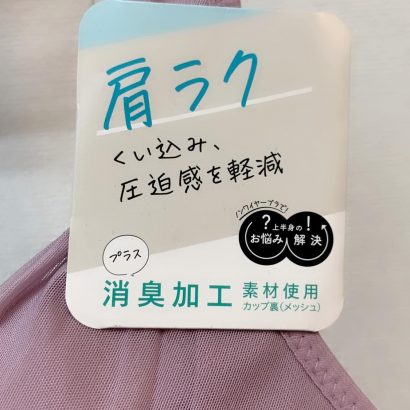 肩ラク
くい込み、
圧迫感を軽減
ノンワイヤーブラで!
?上半身の!
お悩み解決
プラス
消臭加工素材使用
カップ裏(メッシュ)